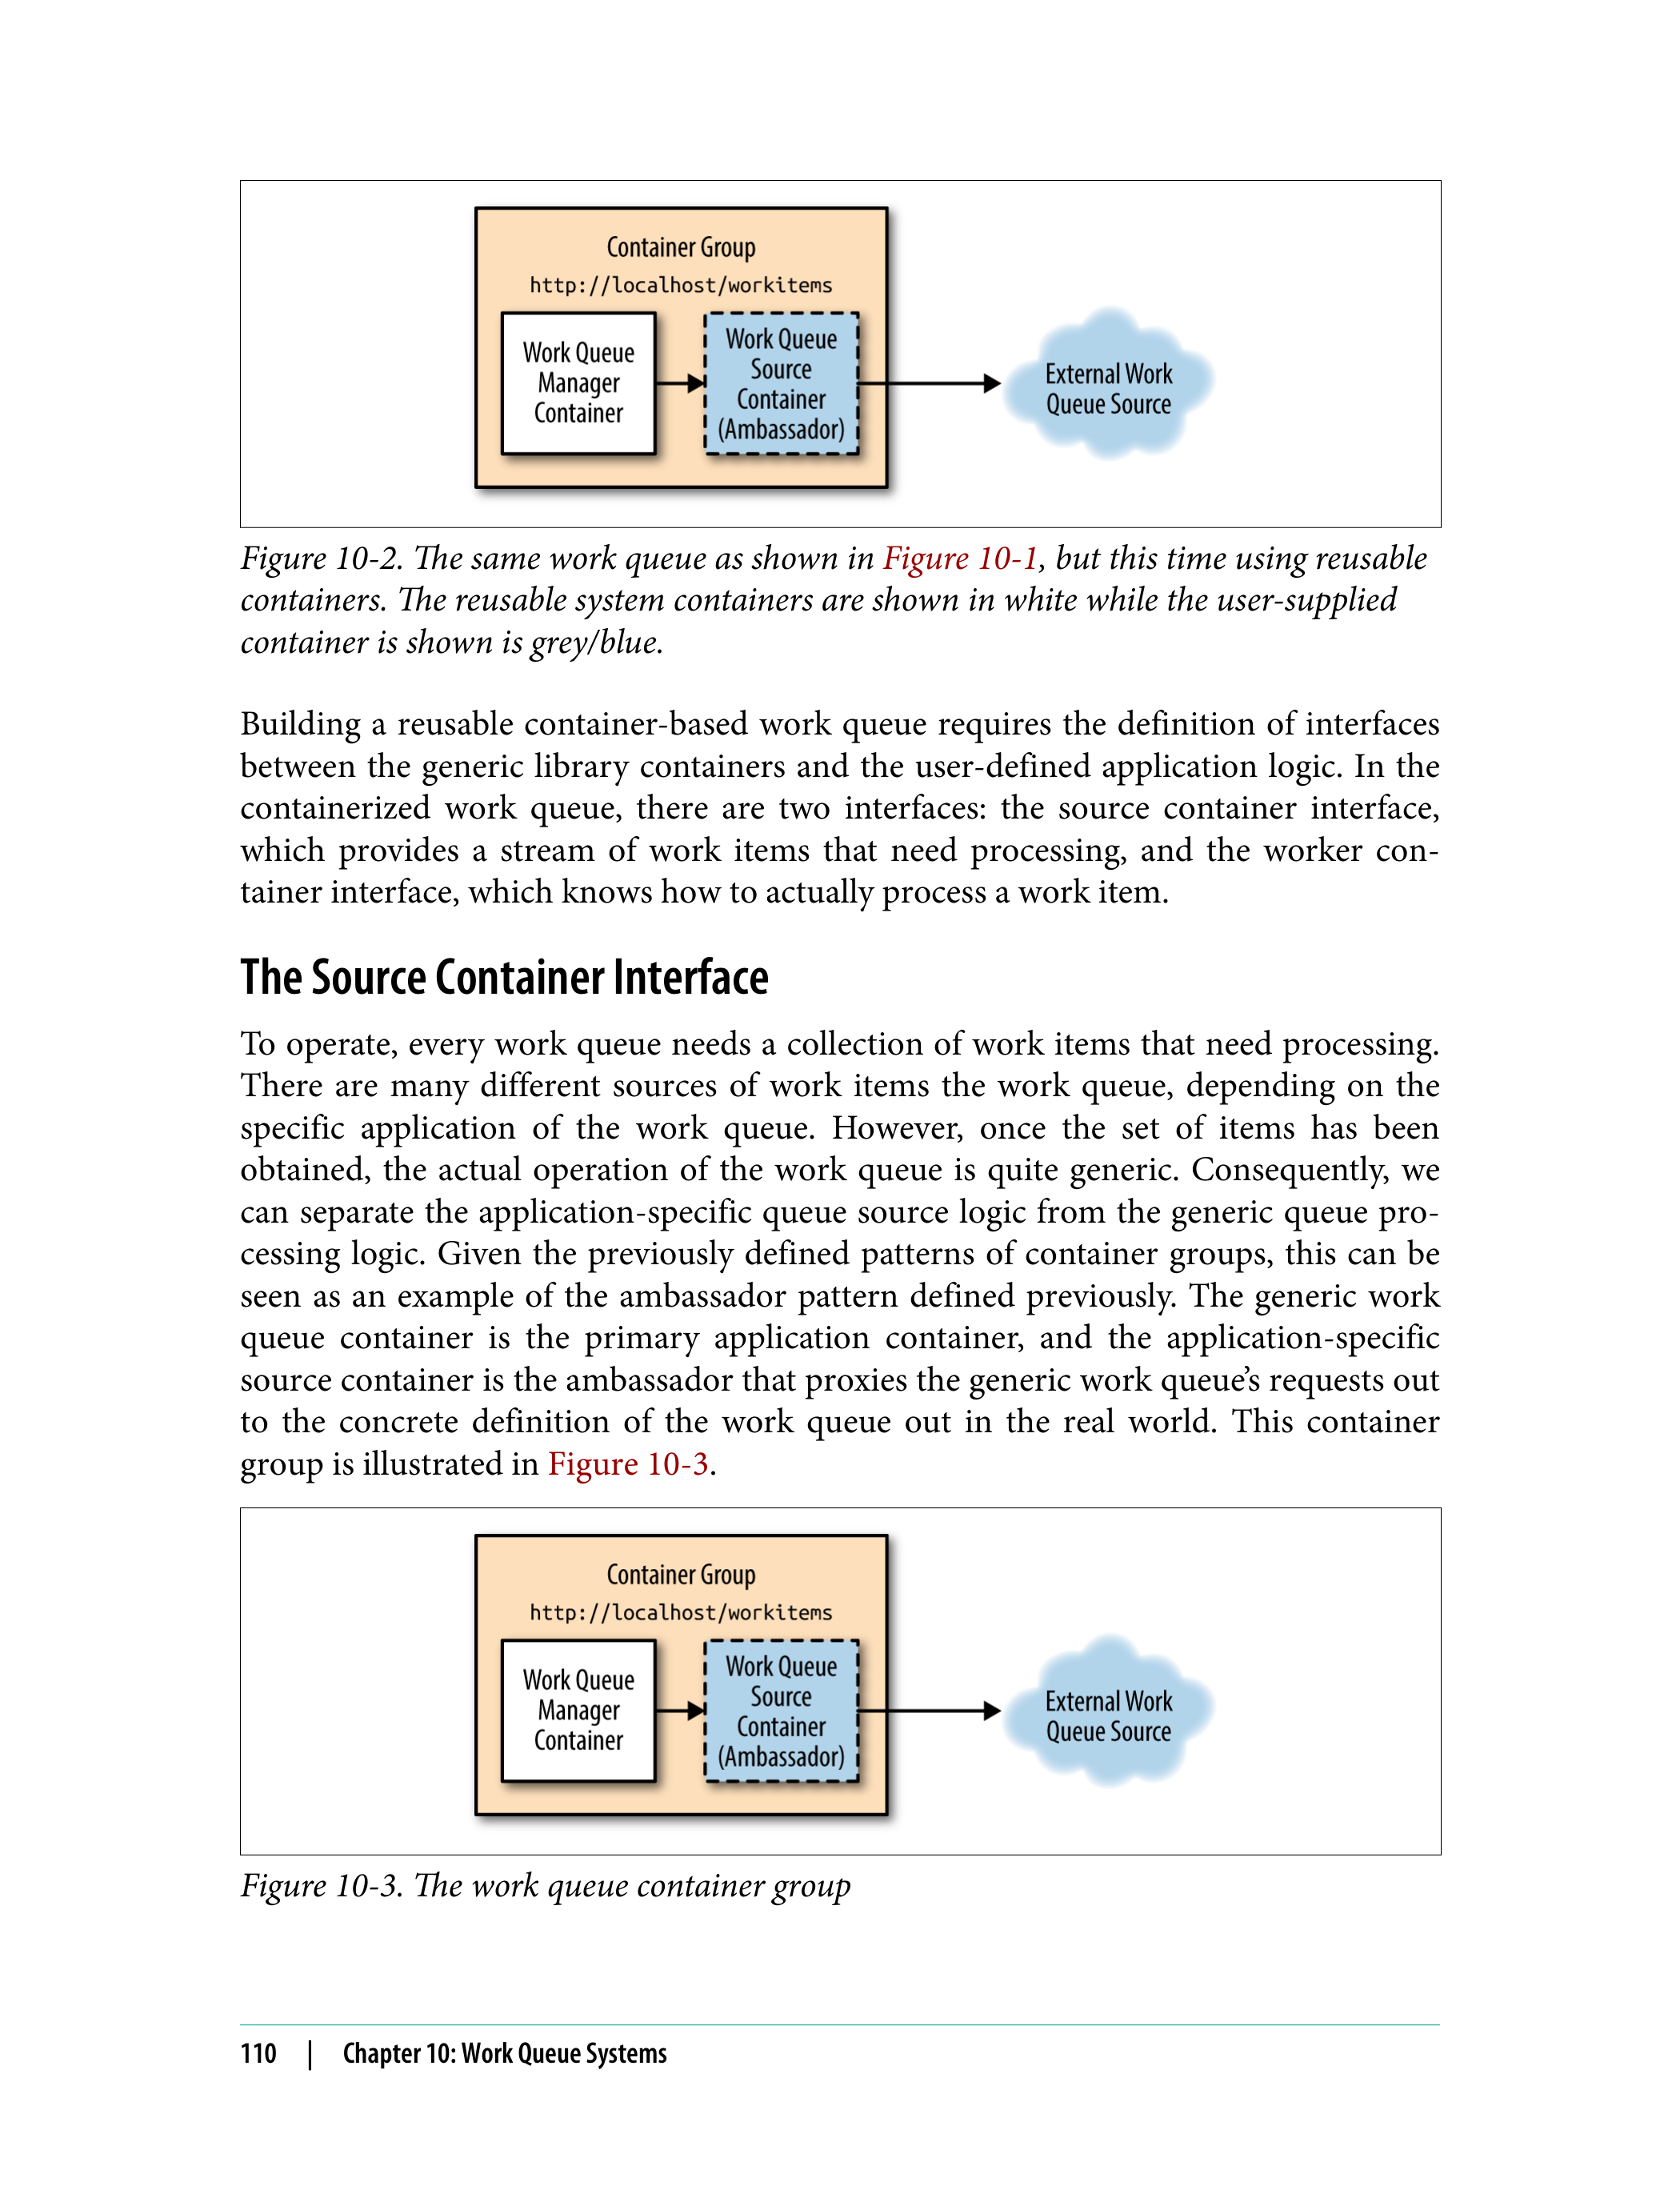 Container Group
http://localhost/workitems
Work Queue
Manager
Container
Work Queue
Source
Container
(Ambassador)
External Work
Queue Source
Figure 10-2. The same work queue as shown in Figure 10-1, but this time using reusable
containers. The reusable system containers are shown in white while the user-supplied
container is shown is grey/blue.
Building a reusable container-based work queue requires the definition of interfaces
between the generic library containers and the user-defined application logic. In the
containerized work queue, there are two interfaces: the source container interface,
which provides a stream of work items that need processing, and the worker con-
tainer interface, which knows how to actually process a work item.
The Source Container Interface
To operate, every work queue needs a collection of work items that need processing.
There are many different sources of work items the work queue, depending on the
specific application of the work queue. However, once the set of items has been
obtained, the actual operation of the work queue is quite generic. Consequently, we
can separate the application-specific queue source logic from the generic queue pro-
cessing logic. Given the previously defined patterns of container groups, this can be
seen as an example of the ambassador pattern defined previously. The generic work
queue container is the primary application container, and the application-specific
source container is the ambassador that proxies the generic work queue’s requests out
to the concrete definition of the work queue out in the real world. This container
group is illustrated in Figure 10-3.
Container Group
http://localhost/workitems
Work Queue
Manager
Container
Work Queue
Source
Container
(Ambassador)
External Work
Queue Source
Figure 10-3. The work queue container group
110 | Chapter 10: Work Queue Systems